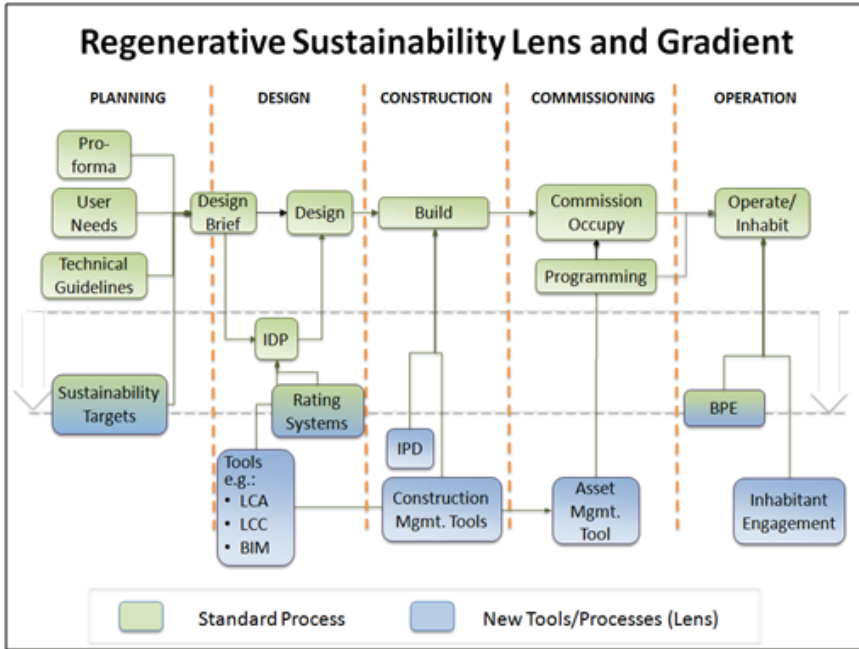 Regenerative Sustainability Lens and Gradient
PLANNING
DESIGN
CONSTRUCTION
COMMISSIONING
OPERATION
Pro-
forma
User
Needs
Technical
Guidelines
Design
Brief
Design
Build
Commission
Occupy
Programming
Operate/
Inhabit
IDP
Sustainability
Targets
Rating
Systems
BPE
IPD
Tools
e.g.:
• LCA
• LCC
• BIM
Construction
Mgmt. Tools
Asset
Mgmt.
Tool
Inhabitant
Engagement
Standard Process
New Tools/Processes (Lens)